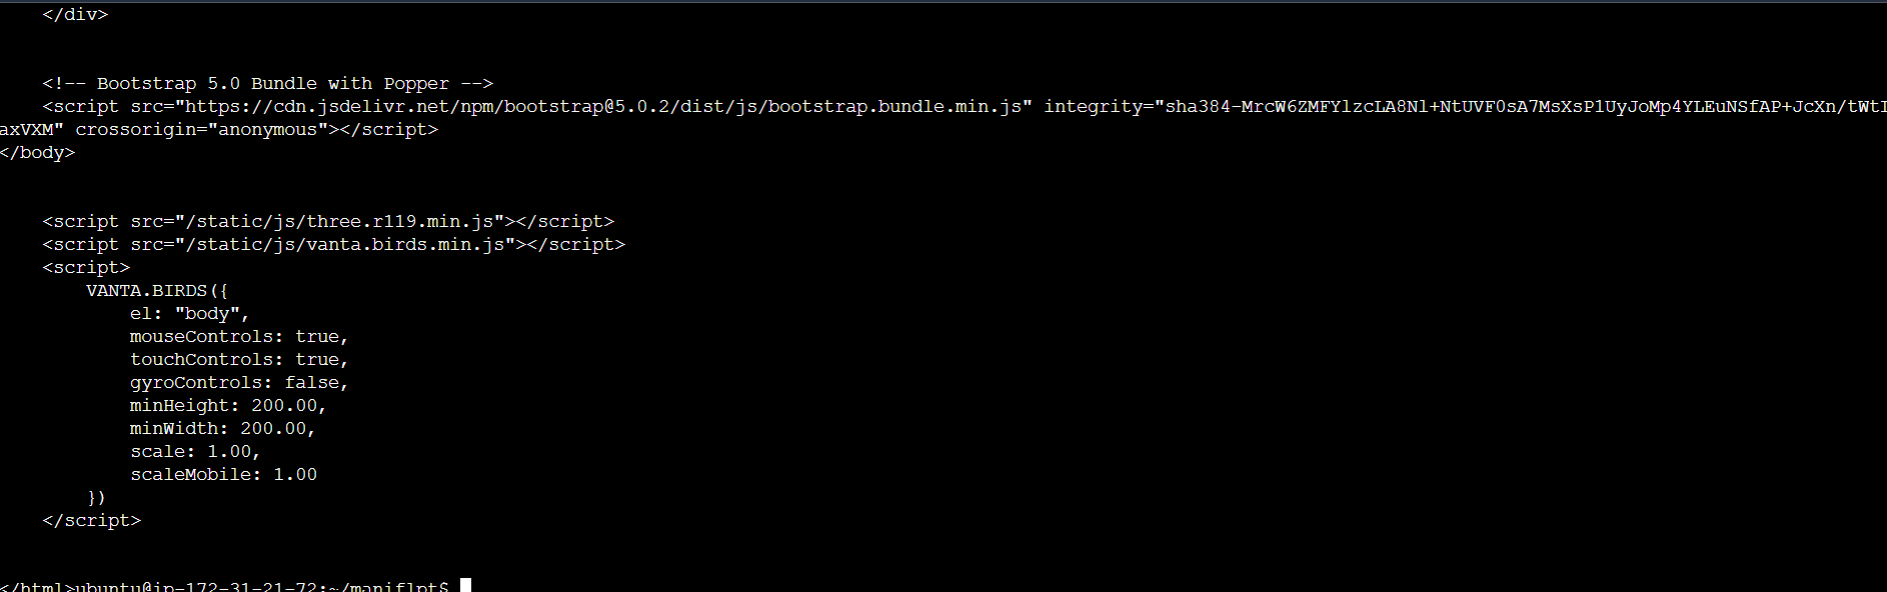 </div>
<!-- Bootstrap 5.0 Bundle with Popper -->
<script src="https://cdn.jsdelivr.net/npm/bootstrap@5.0.2/dist/js/bootstrap.bundle.min.js" integrity="sha384-MrcW6ZMFYlzcLA8Nl+NtUVF0sA7MsXsP1UyJoMp4YLEuNSfAP+JcXn/tWtI
axVXM" crossorigin="anonymous"></script>
</body>
<script src="/static/js/three.r119.min.js"></script>
<script src="/static/js/vanta.birds.min.js"></script>
<script>
VANTA.BIRDS({
el: "body",
mouseControls: true,
touchControls: true,
gyroControls: false,
minHeight: 200.00,
minWidth: 200.00,
scale: 1.00,
scaleMobile: 1.00
})
</script>
</html>ubuntu@ip-172-31-21-72:~/maniflpt$